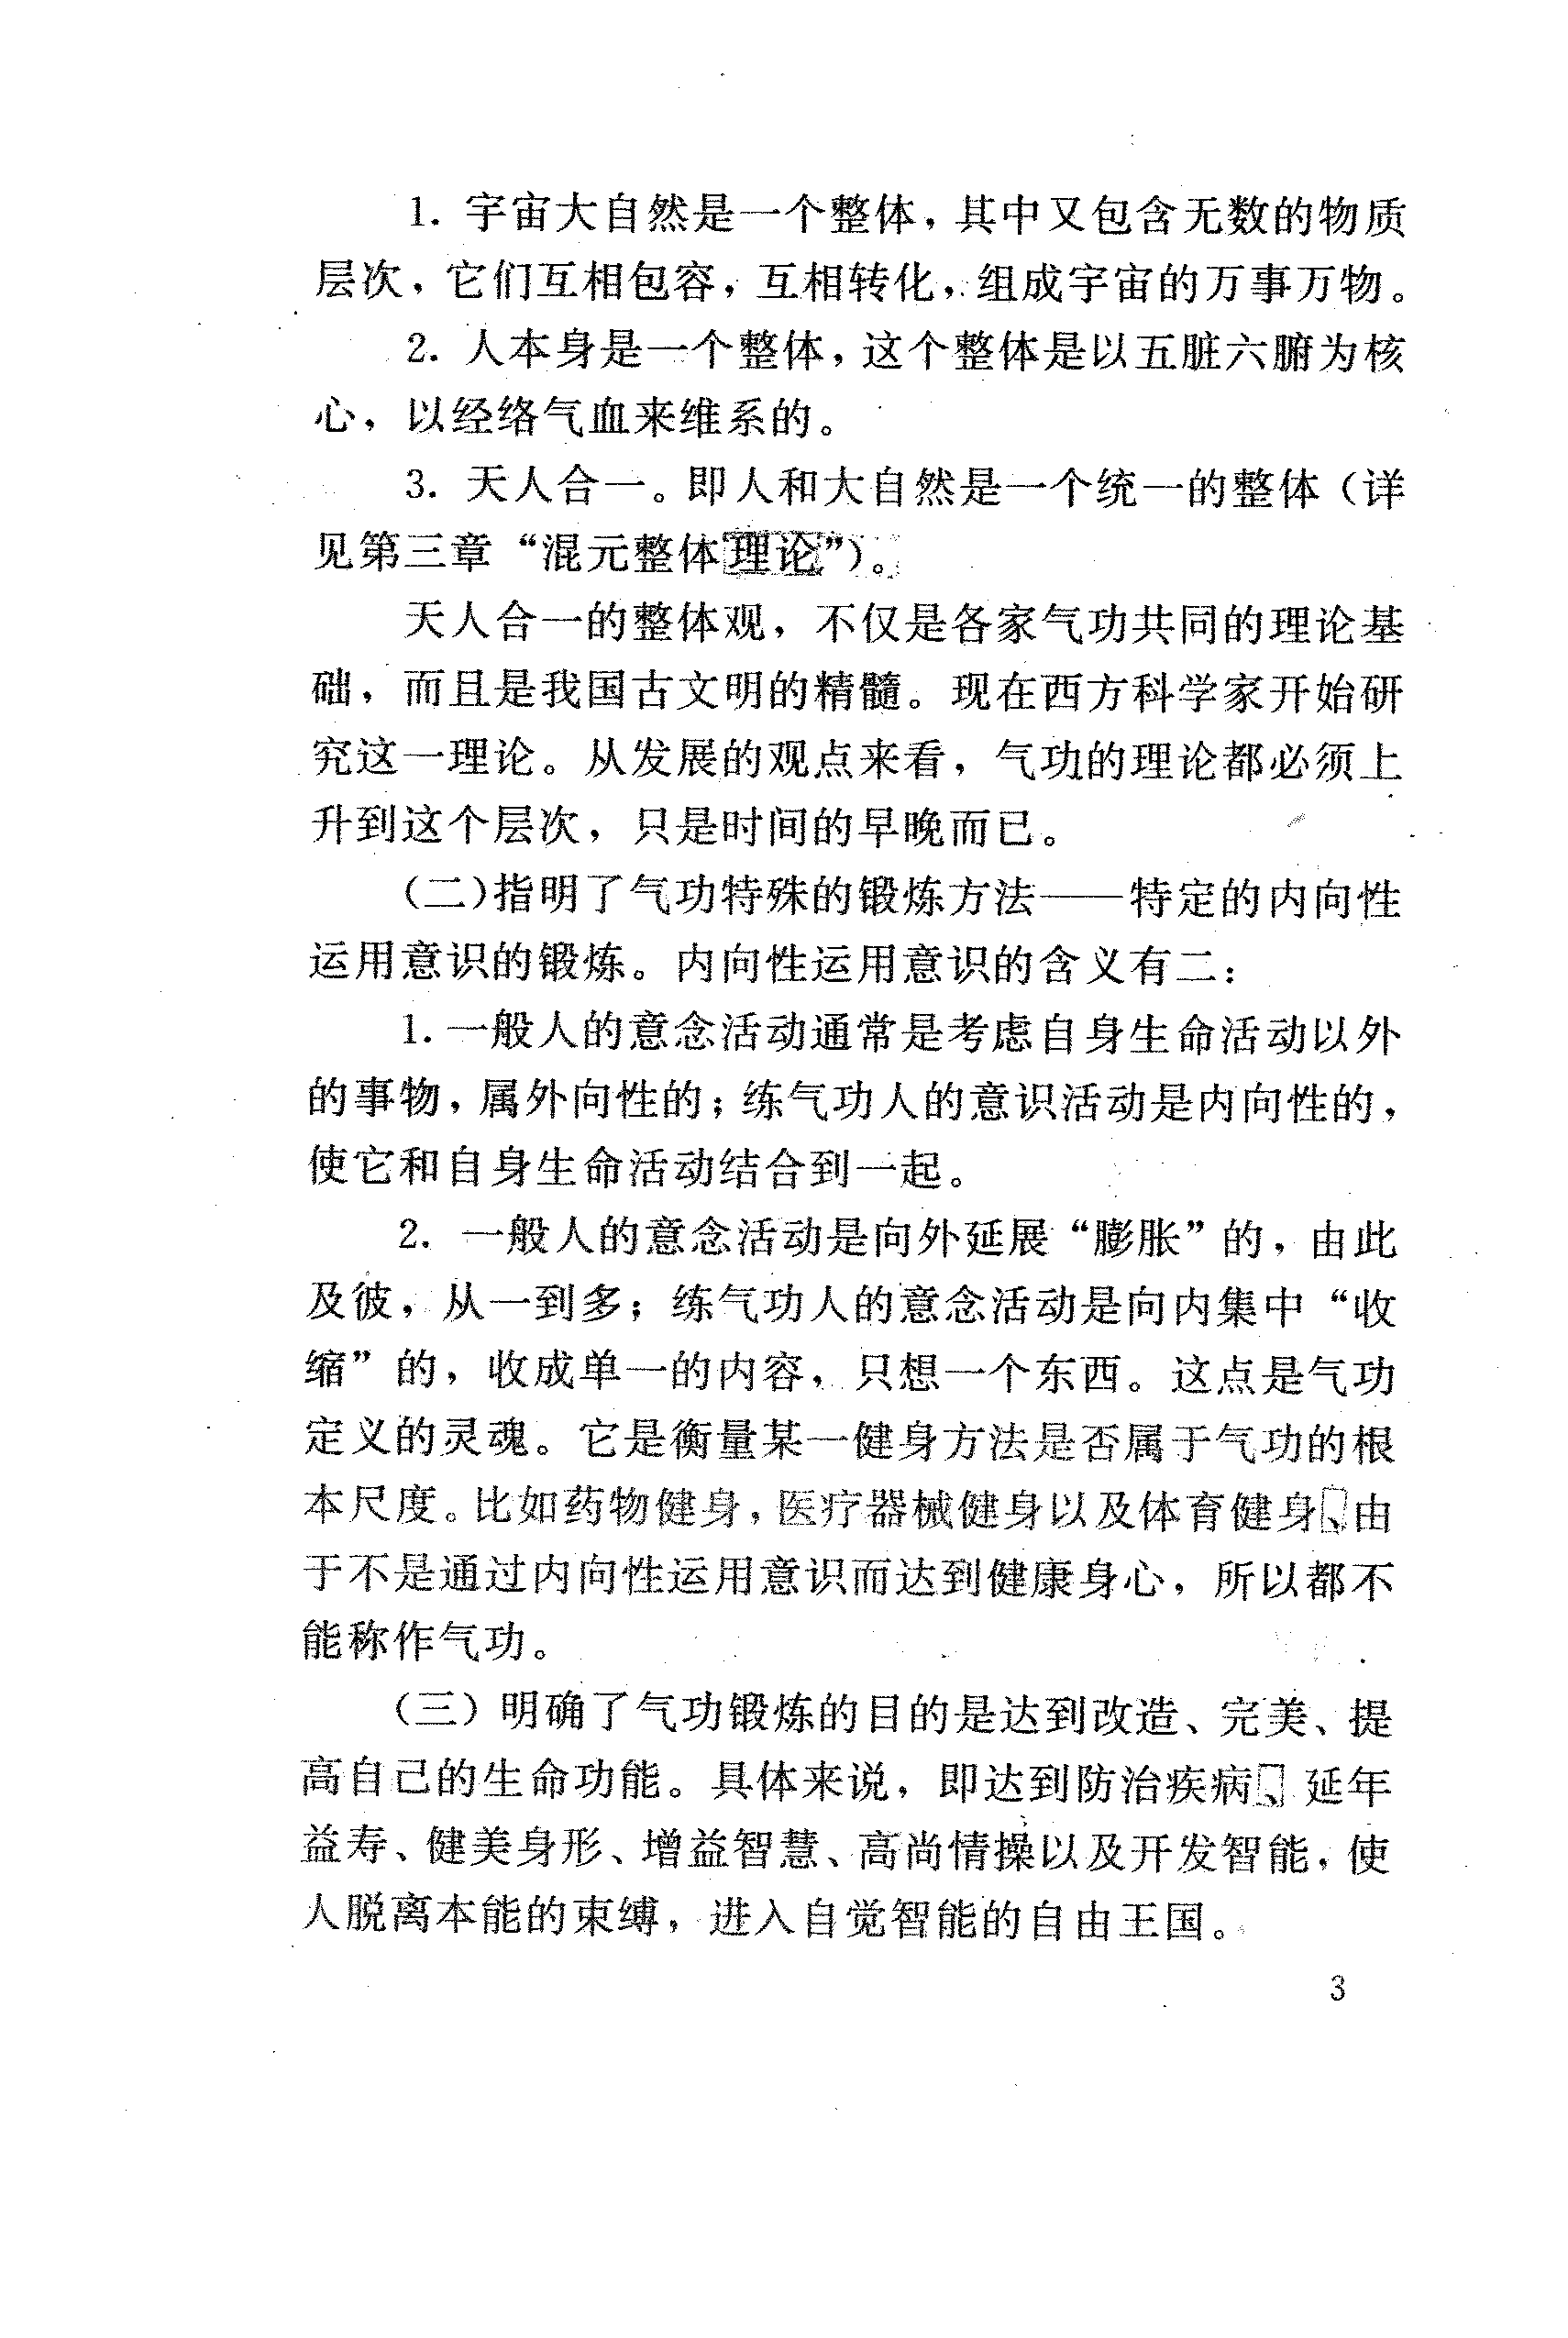 1. 宇宙大自然是一个整体，其中又包含无数的物质
层次，它们互相包容，互相转化，组成宇宙的万事万物。
2. 人本身是一个整体，这个整体是以五脏六腑为核
心，以经络气血来维系的。
3. 天人合一。即人和大自然是一个统一的整体（详
见第三章“混元整体理论”）。
天人合一的整体观，不仅是各家气功共同的理论基
础，而且是我国古文明的精髓。现在西方科学家开始研
究这一理论。从发展的观点来看，气功的理论都必须上
升到这个层次，只是时间的早晚而已。
（二）指明了气功特殊的锻炼方法——特定的内向性
运用意识的锻炼。内向性运用意识的含义有二：
1. 一般人的意念活动通常是考虑自身生命活动以外
的事物，属外向性的；练气功人的意识活动是内向性的，
使它和自身生命活动结合到一起。
2. 一般人的意念活动是向外延展“膨胀”的，由此
及彼，从一到多；练气功人的意念活动是向内集中“收
缩”的，收成单一的内容，只想一个东西。这点是气功
定义的灵魂。它是衡量某一健身方法是否属于气功的根
本尺度。比如药物健身，医疗器械健身以及体育健身、由
于不是通过内向性运用意识而达到健康身心，所以都不
能称作气功。
（三）明确了气功锻炼的目的是达到改造、完美、提
高自己的生命功能。具体来说，即达到防治疾病、延年
益寿、健美身形、增益智慧、高尚情操以及开发智能，使
人脱离本能的束缚，进入自觉智能的自由王国。
3